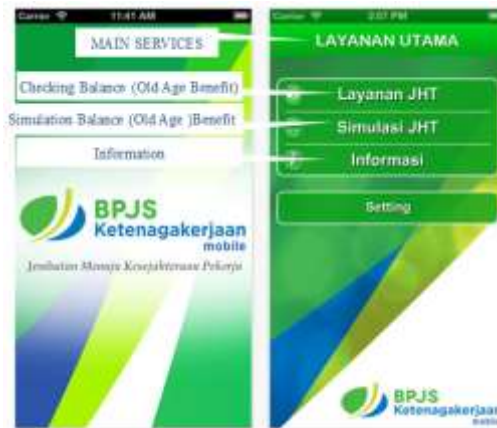 Carrier 11:41 AM
MAIN SERVICES
Checking Balance (Old Age Benefit)
Simulation Balance (Old Age )Benefit
Information
BPJS
Ketenagakerjaan
mobile
Jembatan Menuju Kesejahteraan Pekerja
Carrier 2:07 PM
LAYANAN UTAMA
Layanan JHT
Simulasi JHT
Informasi
Setting
BPJS
Ketenagakerjaan
mobile